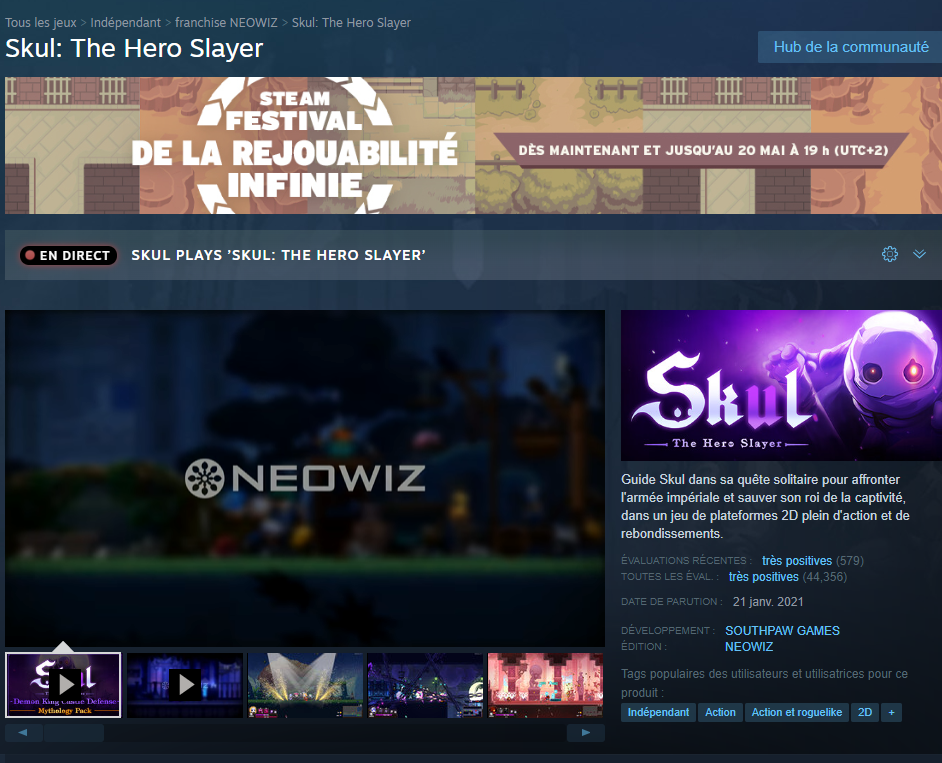 Tous les jeux > Indépendant > franchise NEOWIZ > Skul: The Hero Slayer
Skul: The Hero Slayer
Hub de la communauté
STEAM
FESTIVAL
DE LA REJOUABILITÉ
INFINIE
DÈS MAINTENANT ET JUSQU'AU 20 MAI À 19 h (UTC+2)
EN DIRECT
SKUL PLAYS 'SKUL: THE HERO SLAYER'
NEOWIZ
Skul
The Hero Slayer
Guide Skul dans sa quête solitaire pour affronter
l'armée impériale et sauver son roi de la captivité,
dans un jeu de plateformes 2D plein d'action et de
rebondissements.
ÉVALUATIONS RÉCENTES : très positives (579)
TOUTES LES ÉVAL. : très positives (44,356)
DATE DE PARUTION : 21 janv. 2021
DÉVELOPPEMENT : SOUTHPAW GAMES
ÉDITION : NEOWIZ
Tags populaires des utilisateurs et utilisatrices pour ce
produit :
Indépendant Action Action et roguelike 2D +
Skul
Demon King Castle Defense
Mythology Pack